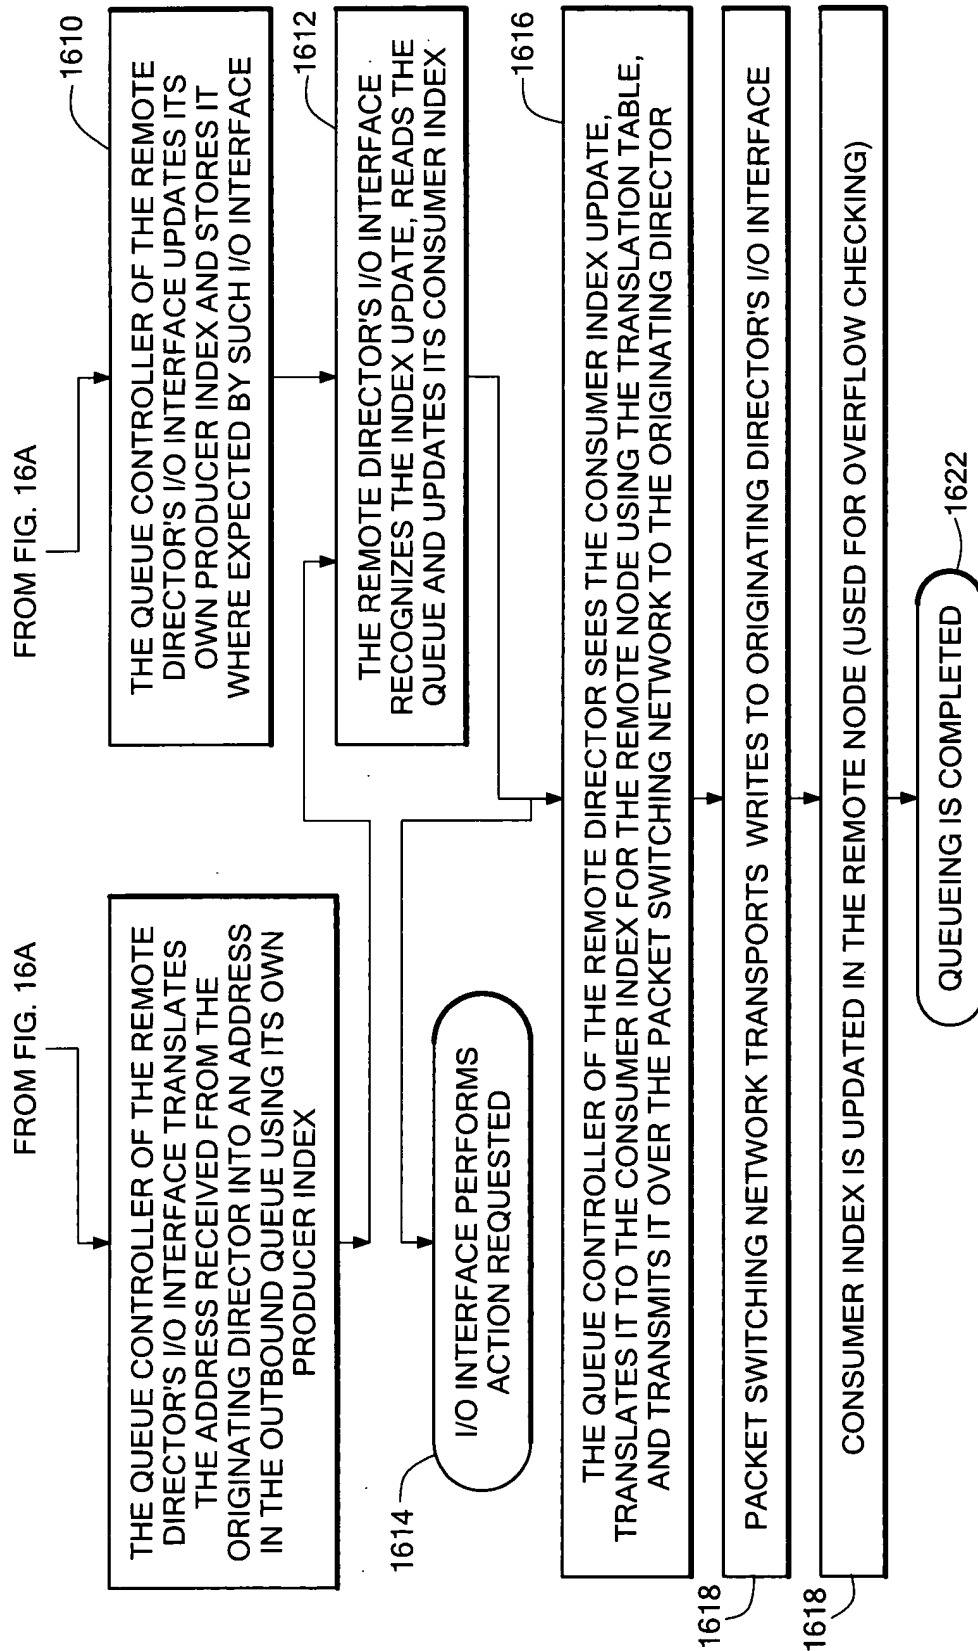 FROM FIG. 16A
THE QUEUE CONTROLLER OF THE REMOTE
DIRECTOR'S I/O INTERFACE TRANSLATES
THE ADDRESS RECEIVED FROM THE
ORIGINATING DIRECTOR INTO AN ADDRESS
IN THE OUTBOUND QUEUE USING ITS OWN
PRODUCER INDEX
FROM FIG. 16A
1610
THE QUEUE CONTROLLER OF THE REMOTE
DIRECTOR'S I/O INTERFACE UPDATES ITS
OWN PRODUCER INDEX AND STORES IT
WHERE EXPECTED BY SUCH I/O INTERFACE
1612
THE REMOTE DIRECTOR'S I/O INTERFACE
RECOGNIZES THE INDEX UPDATE, READS THE
QUEUE AND UPDATES ITS CONSUMER INDEX
1614
I/O INTERFACE PERFORMS
ACTION REQUESTED
1616
THE QUEUE CONTROLLER OF THE REMOTE DIRECTOR SEES THE CONSUMER INDEX UPDATE,
TRANSLATES IT TO THE CONSUMER INDEX FOR THE REMOTE NODE USING THE TRANSLATION TABLE,
AND TRANSMITS IT OVER THE PACKET SWITCHING NETWORK TO THE ORIGINATING DIRECTOR
1618
PACKET SWITCHING NETWORK TRANSPORTS WRITES TO ORIGINATING DIRECTOR'S I/O INTERFACE
1618
CONSUMER INDEX IS UPDATED IN THE REMOTE NODE (USED FOR OVERFLOW CHECKING)
QUEUEING IS COMPLETED
1622